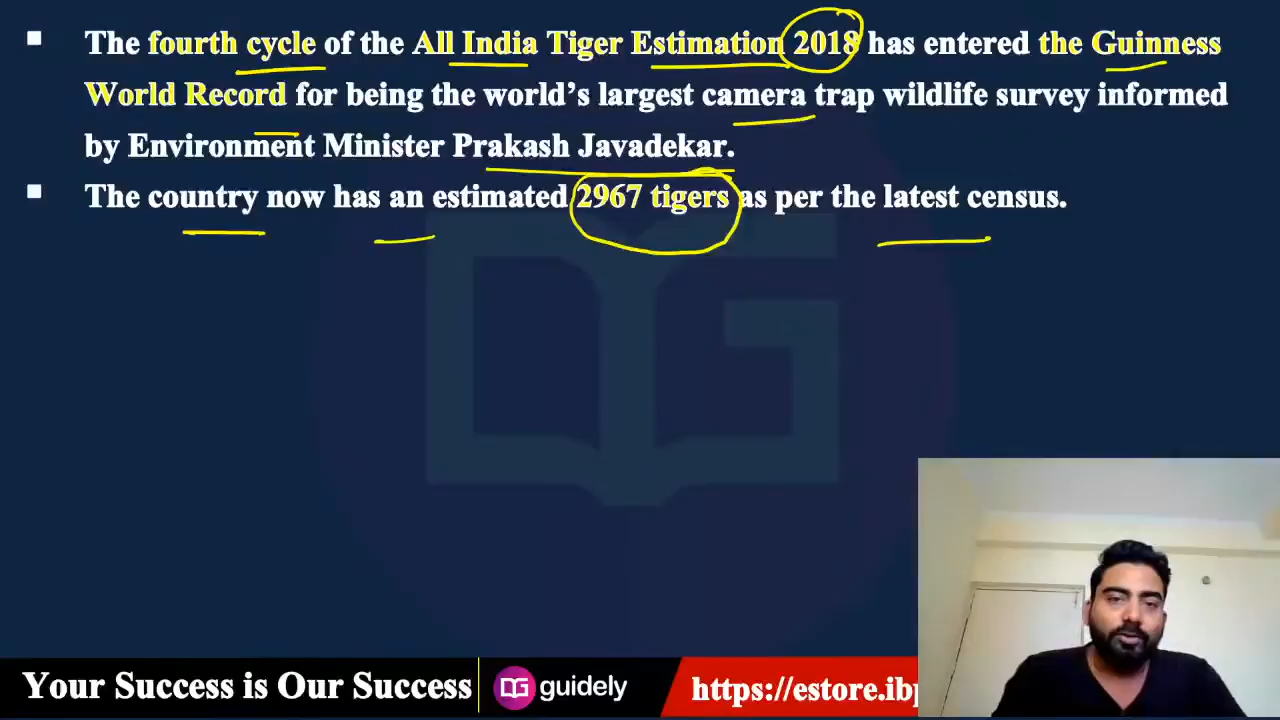 The fourth cycle of the All India Tiger Estimation 2018 has entered the Guinness
World Record for being the world’s largest camera trap wildlife survey informed
by Environment Minister Prakash Javadekar.
The country now has an estimated 2967 tigers as per the latest census.
Your Success is Our Success guidely https://estore.ib